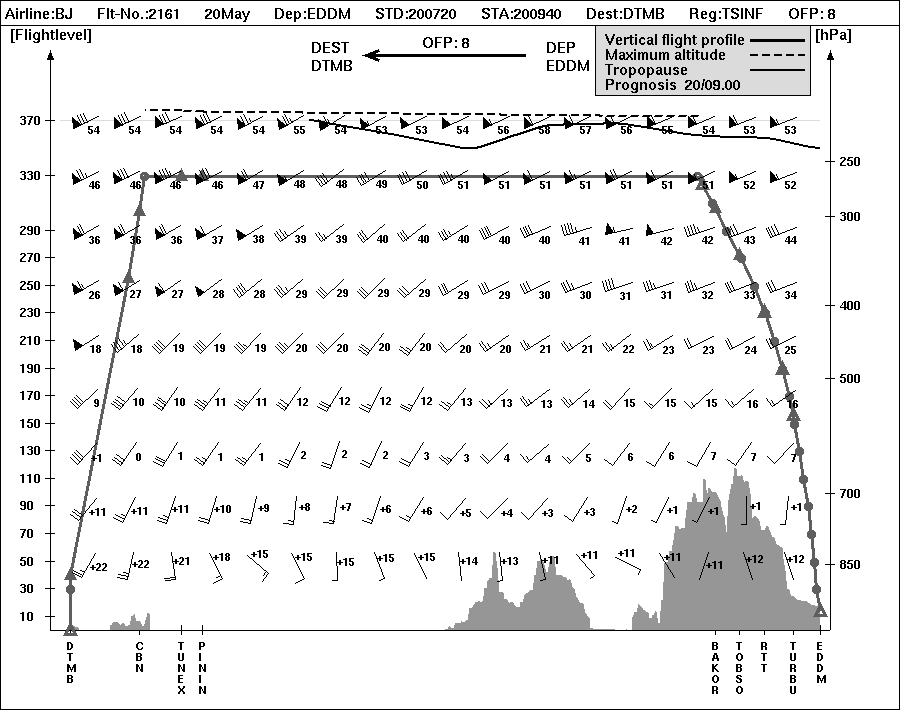 Airline:BJ Flt-No.:2161 20May Dep:EDDM STD:200720 STA:200940 Dest:DTMB Reg:TSINF OFP: 8
[Flightlevel] [hPa]
DEST DTMB
OFP: 8
DEP EDDM
Vertical flight profile
Maximum altitude
Tropopause
Prognosis 20/09.00
370 54 54 54 54 54 55 54 53 53 54 56 58 57 56 55 54 53 53
250
330 46 46 46 46 47 48 48 49 50 51 51 51 51 51 51 51 52 52
300
290 36 36 36 37 38 39 39 40 40 40 40 40 41 41 42 42 43 44
270
250 26 27 27 28 28 29 29 29 29 29 29 30 30 31 31 32 33 34
400
230
210 18 18 19 19 19 20 20 20 20 20 20 21 21 22 23 23 24 25
500
190
170 9 10 10 11 11 12 12 12 12 13 13 13 14 15 15 15 16 16
150
130 +1 0 1 1 1 2 2 2 3 3 4 4 5 6 6 7 7 7
110
700
90 +11 +11 +11 +10 +9 +8 +7 +6 +6 +5 +4 +3 +3 +2 +1 +1 +1 +1
70
50 +22 +22 +21 +18 +15 +15 +15 +15 +15 +14 +13 +11 +11 +11 +11 +11 +12 +12
850
30
10
DTMB CBN TUNEX PININ BAKOR TOBSO RTT TURBU EDDM